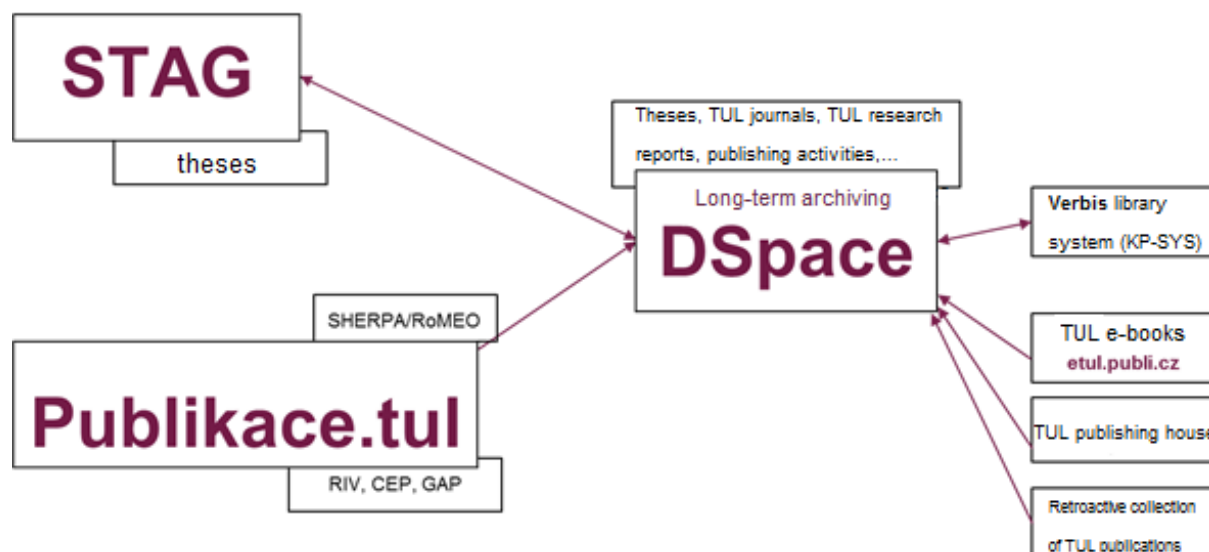 STAG
theses
Theses, TUL journals, TUL research
reports, publishing activities,...
Long-term archiving
DSpace
Verbis library
system (KP-SYS)
SHERPA/RoMEO
Publikace.tul
RIV, CEP, GAP
TUL e-books
etul.publi.cz
TUL publishing house
Retroactive collection
of TUL publications